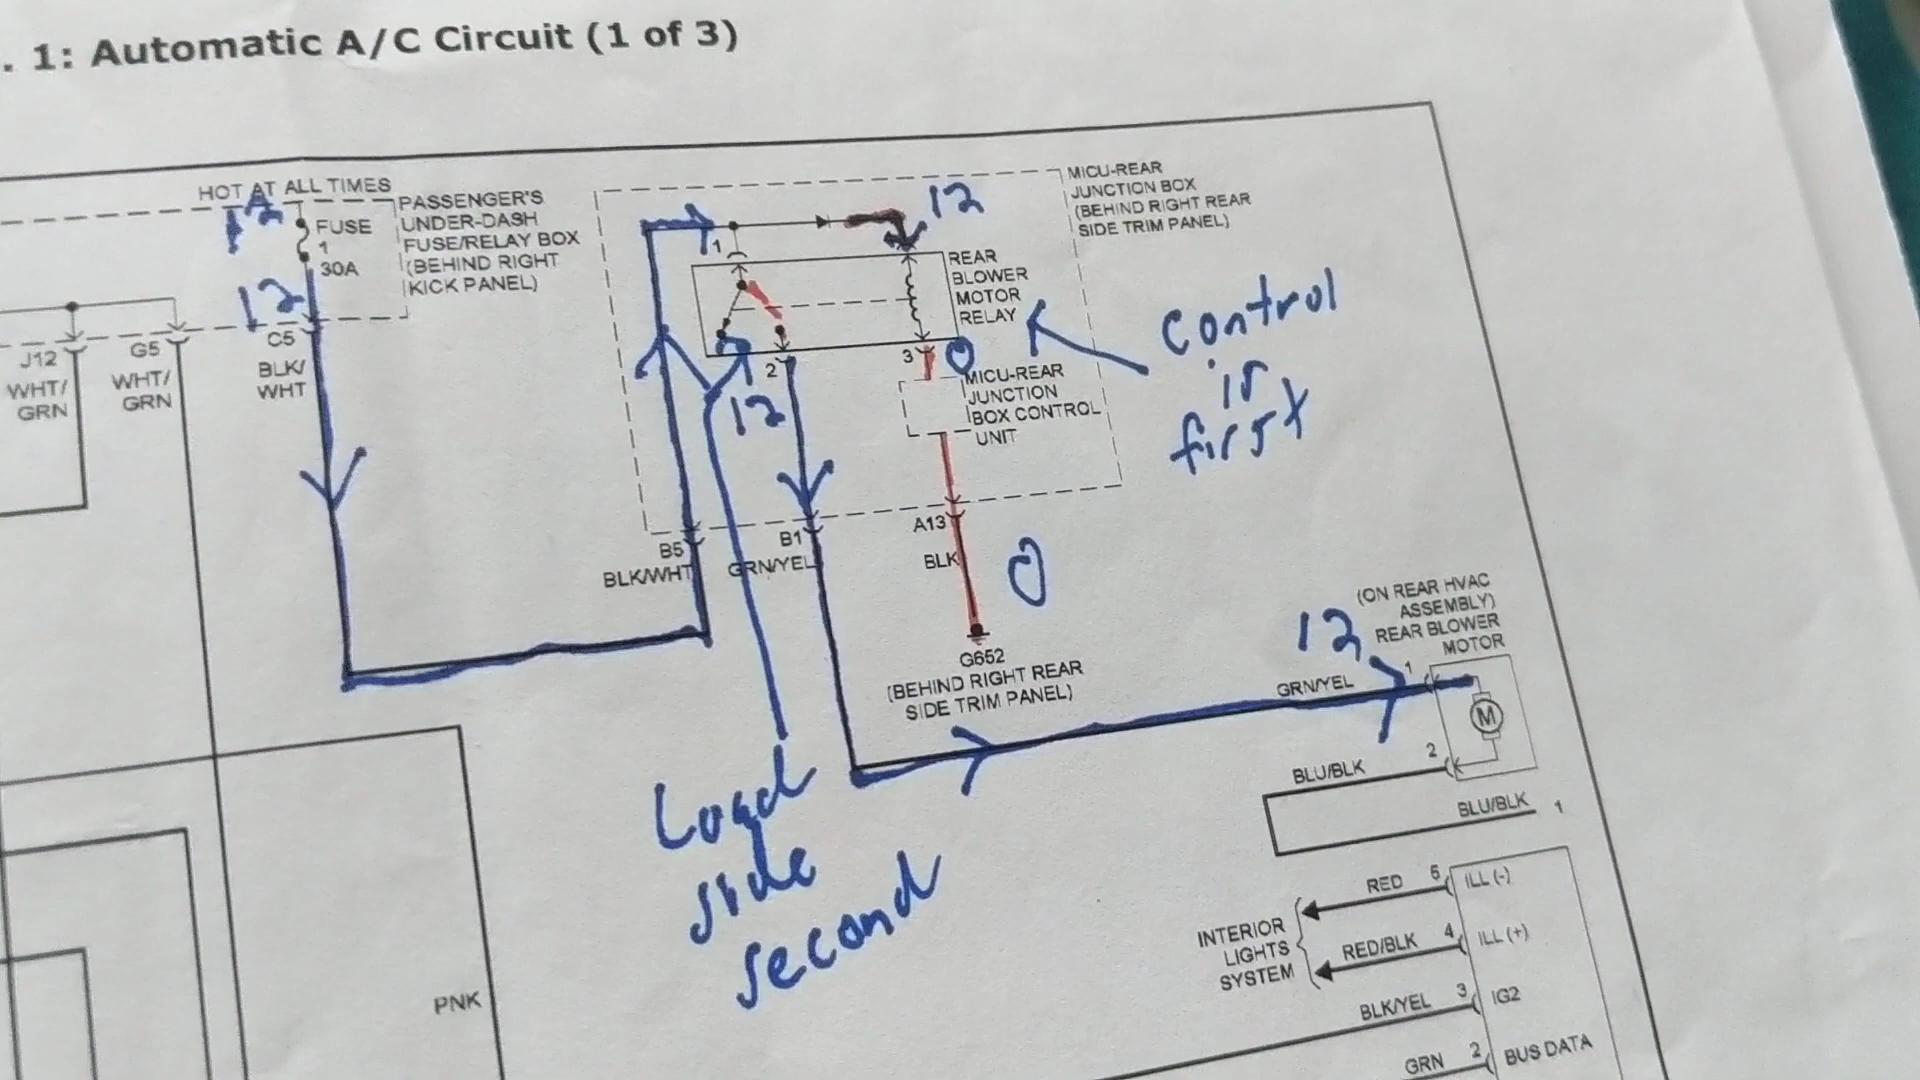 . 1: Automatic A/C Circuit (1 of 3)
HOT AT ALL TIMES
12
FUSE
1
30A
PASSENGER'S
UNDER-DASH
FUSE/RELAY BOX
(BEHIND RIGHT
KICK PANEL)
12
J12
WHT/
GRN
G5
WHT/
GRN
C5
BLK/
WHT
MICU-REAR
JUNCTION BOX
(BEHIND RIGHT REAR
SIDE TRIM PANEL)
12
1
REAR
BLOWER
MOTOR
RELAY
2
3
0
12
MICU-REAR
JUNCTION
BOX CONTROL
UNIT
Control
is
first
B5
BLK/WHT
B1
GRN/YEL
A13
BLK
0
G652
(BEHIND RIGHT REAR
SIDE TRIM PANEL)
(ON REAR HVAC
ASSEMBLY)
REAR BLOWER
MOTOR
12
GRN/YEL
1
M
2
BLU/BLK
BLU/BLK
1
Load
side
second
PNK
INTERIOR
LIGHTS
SYSTEM
RED 5 ILL (-)
RED/BLK 4 ILL (+)
BLK/YEL 3 IG2
GRN 2 BUS DATA